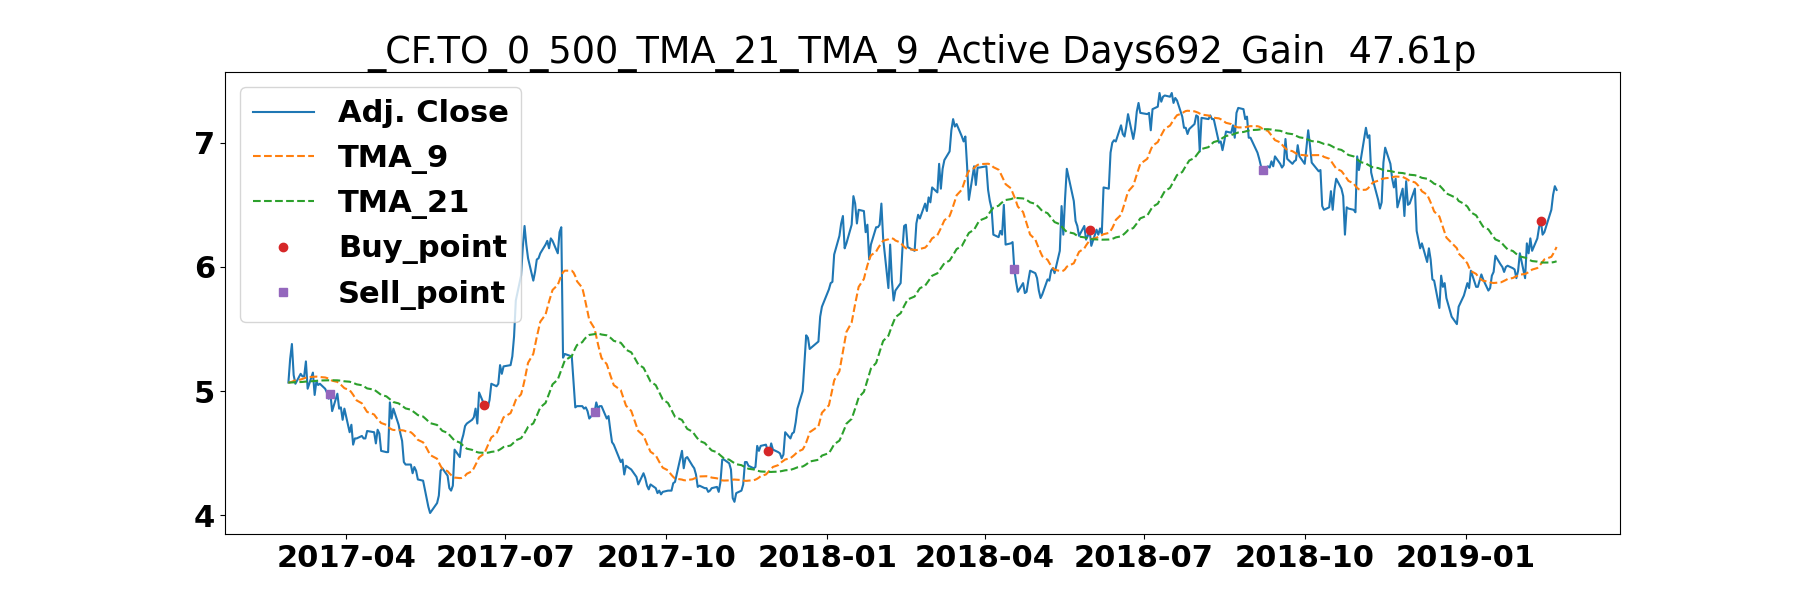 _CF.TO_0_500_TMA_21_TMA_9_Active Days692_Gain  47.61p
Adj. Close
TMA_9
TMA_21
Buy_point
Sell_point
7
6
5
4
2017-04 2017-07 2017-10 2018-01 2018-04 2018-07 2018-10 2019-01